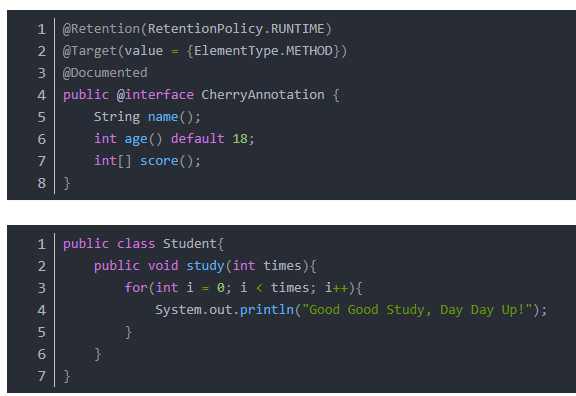 1 @Retention(RetentionPolicy.RUNTIME)
2 @Target(value = {ElementType.METHOD})
3 @Documented
4 public @interface CherryAnnotation {
5     String name();
6     int age() default 18;
7     int[] score();
8 }
1 public class Student{
2     public void study(int times){
3         for(int i = 0; i < times; i++){
4             System.out.println("Good Good Study, Day Day Up!");
5         }
6     }
7 }